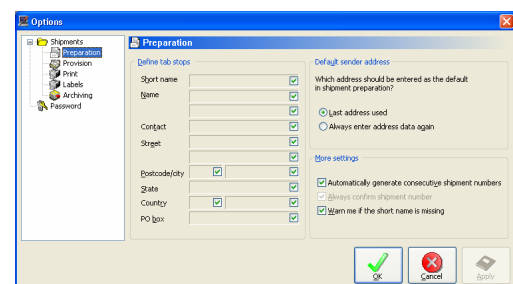 Options
Shipments
Preparation
Provision
Print
Labels
Archiving
Password
Preparation
Define tab stops
Short name
Name
Contact
Street
Postcode/city
State
Country
PO box
Default sender address
Which address should be entered as the default
in shipment preparation?
Last address used
Always enter address data again
More settings
Automatically generate consecutive shipment numbers
Always confirm shipment number
Warn me if the short name is missing
OK
Cancel
Apply